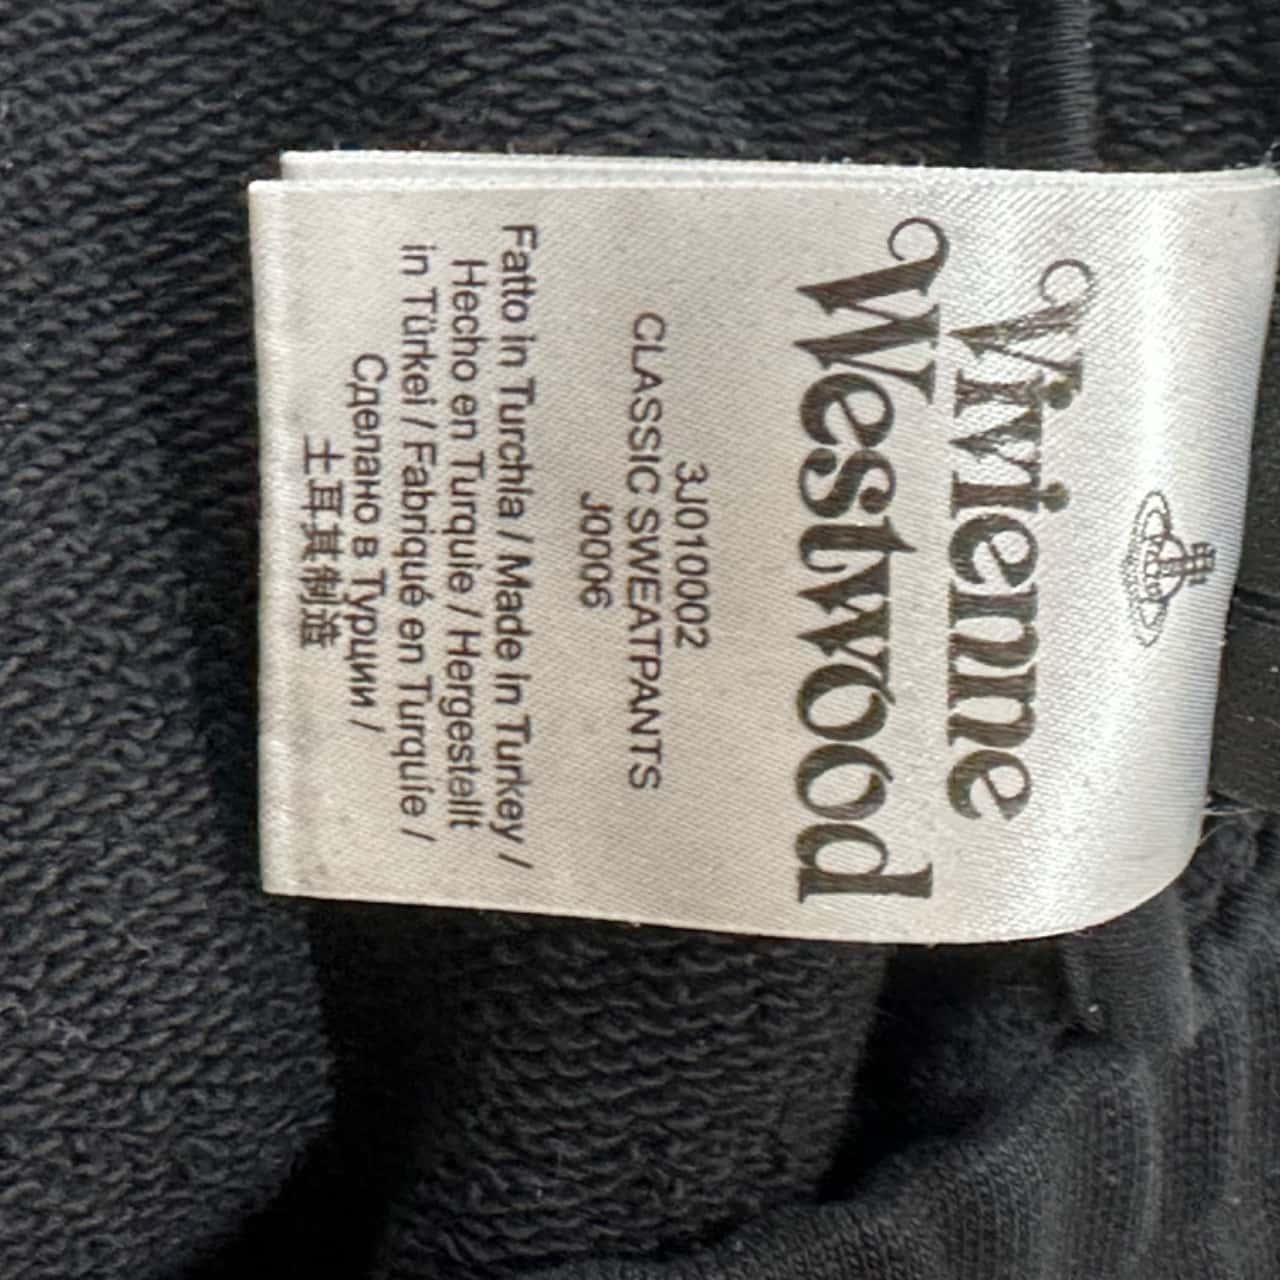 Vivienne
Westwood
3J010002
CLASSIC SWEATPANTS
J0006
Fatto in Turchia / Made in Turkey /
Hecho en Turquie / Hergestellt
in Türkei / Fabriqué en Turquie /
Сделано в Турции /
土耳其制造